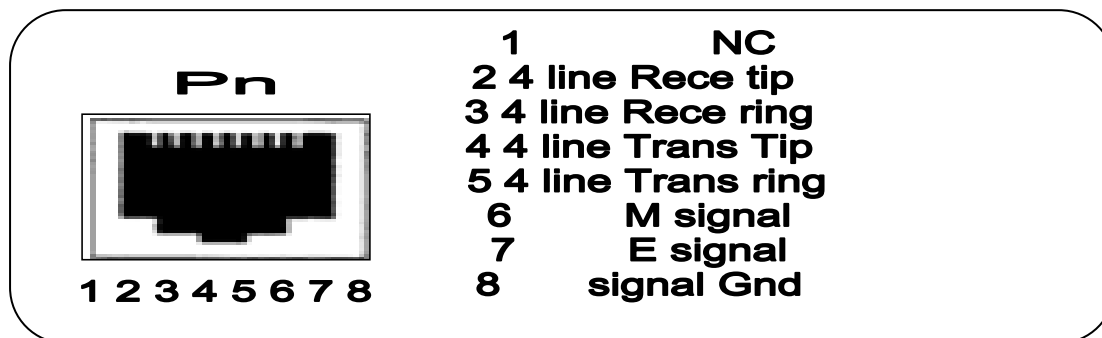 Pn
1 2 3 4 5 6 7 8
1 NC
2 4 line Rece tip
3 4 line Rece ring
4 4 line Trans Tip
5 4 line Trans ring
6 M signal
7 E signal
8 signal Gnd